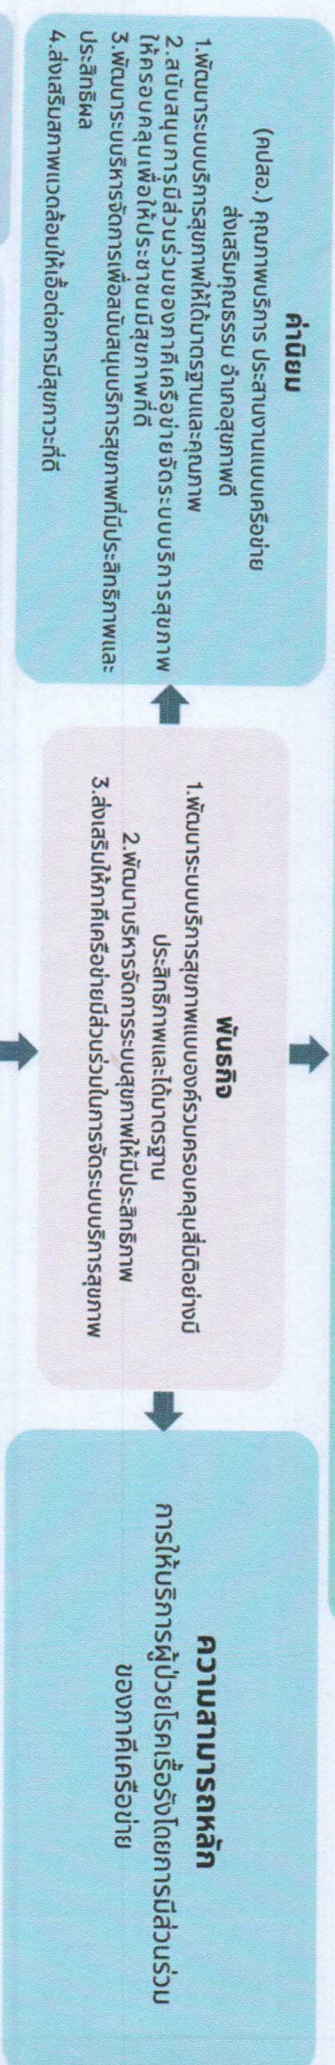 ค่านิยม
(คปสอ.) คุณภาพบริการ ประสานงานแบบเครือข่าย
ส่งเสริมคุณธรรม อำเภอสุขภาพดี
1.พัฒนาระบบบริการสุขภาพให้ได้มาตรฐานและคุณภาพ
2.สนับสนุนการมีส่วนร่วมของภาคีเครือข่ายจัดระบบบริการสุขภาพ
ให้ครอบคลุมเพื่อให้ประชาชนมีสุขภาพที่ดี
3.พัฒนาระบบบริหารจัดการเพื่อสนับสนุนบริการสุขภาพที่มีประสิทธิภาพและ
ประสิทธิผล
4.ส่งเสริมสภาพแวดล้อมให้เอื้อต่อการมีสุขภาวะที่ดี
พันธกิจ
1.พัฒนาระบบบริการสุขภาพแบบองค์รวมครอบคลุมสี่มิติอย่างมี
ประสิทธิภาพและได้มาตรฐาน
2.พัฒนาบริหารจัดการระบบสุขภาพให้มีประสิทธิภาพ
3.ส่งเสริมให้ภาคีเครือข่ายมีส่วนร่วมในการจัดระบบบริการสุขภาพ
ความสามารถหลัก
การให้บริการผู้ป่วยโรคเรื้อรังโดยการมีส่วนร่วม
ของภาคีเครือข่าย